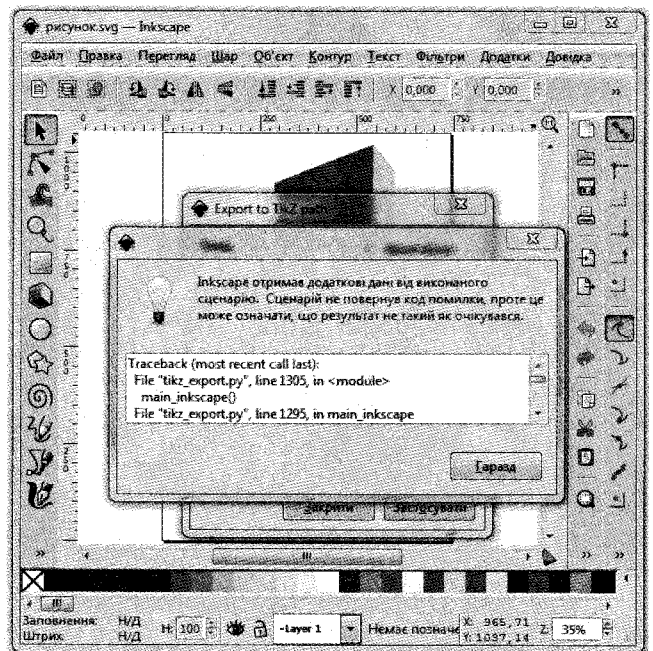 рисунок.svg — Inkscape
Файл Правка Перегляд Шар Об'єкт Контур Текст Фільтри Додатки Довідка
X 0,000 Y 0,000
0 250 500 750
Export to TikZ path
Inkscape отримав додаткові дані від виконаного
сценарію. Сценарій не повернув код помилки, проте це
може означати, що результат не такий як очікувався.
Traceback (most recent call last):
File "tikz_export.py", line 1305, in <module>
main_inkscape()
File "tikz_export.py", line 1295, in main_inkscape
Гаразд
Закрити Застосувати
Заповнення: Н/Д
Штрих: Н/Д
Н: 100
-Layer 1
Немає позначе
X: 965,71
Y: 1037,14
Z: 35%